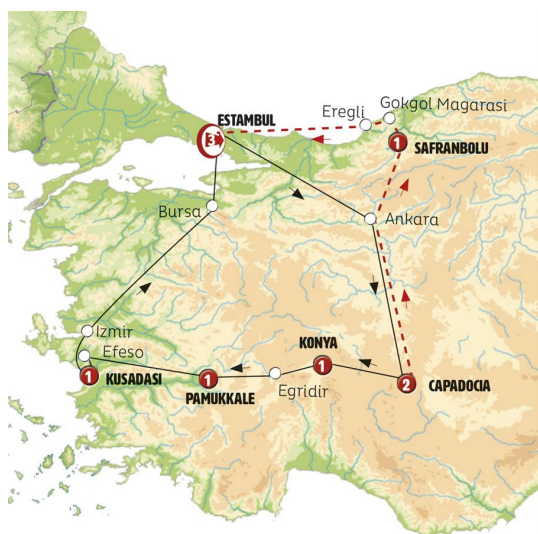 Gokgol Magarasi
Eregli
ESTAMBUL
3
1
SAFRANBOLU
Bursa
Ankara
Izmir
Efeso
KONYA
1
1
KUSADASI
1
PAMUKKALE
Egridir
2
CAPADOCIA